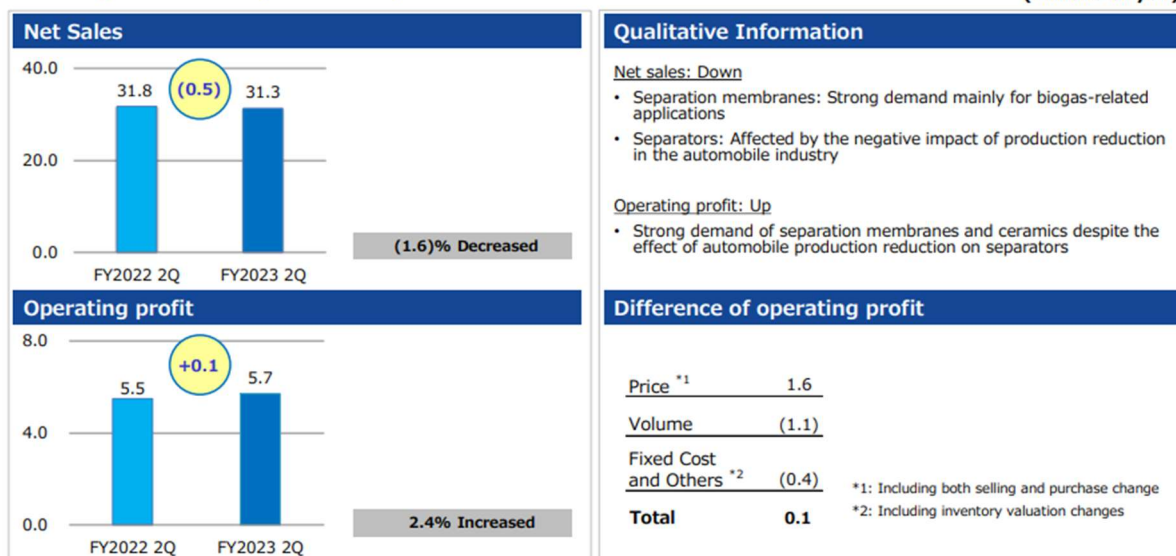 Net Sales
40.0
31.8
(0.5)
31.3
20.0
0.0
(1.6)% Decreased
FY2022 2Q
FY2023 2Q
Qualitative Information
Net sales: Down
• Separation membranes: Strong demand mainly for biogas-related
applications
• Separators: Affected by the negative impact of production reduction
in the automobile industry
Operating profit: Up
• Strong demand of separation membranes and ceramics despite the
effect of automobile production reduction on separators
Operating profit
8.0
+0.1
5.5
5.7
4.0
0.0
2.4% Increased
FY2022 2Q
FY2023 2Q
Difference of operating profit
Price *1 1.6
Volume (1.1)
Fixed Cost
and Others *2 (0.4)
Total 0.1
*1: Including both selling and purchase change
*2: Including inventory valuation changes